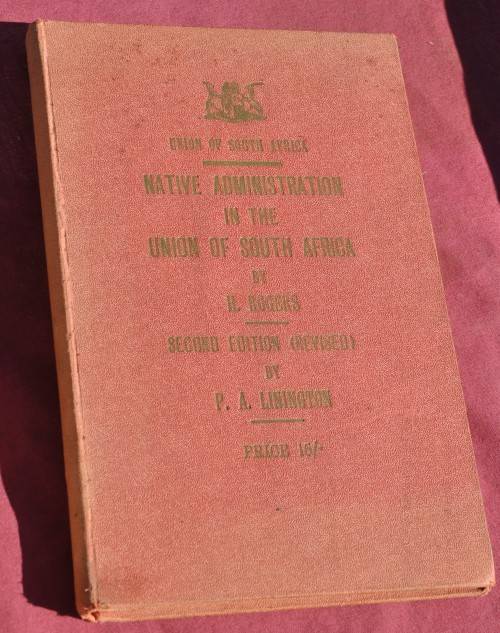 UNION OF SOUTH AFRICA
NATIVE ADMINISTRATION
IN THE
UNION OF SOUTH AFRICA
BY
H. ROGERS
SECOND EDITION (REVISED)
BY
P. A. LININGTON
PRICE 16/-